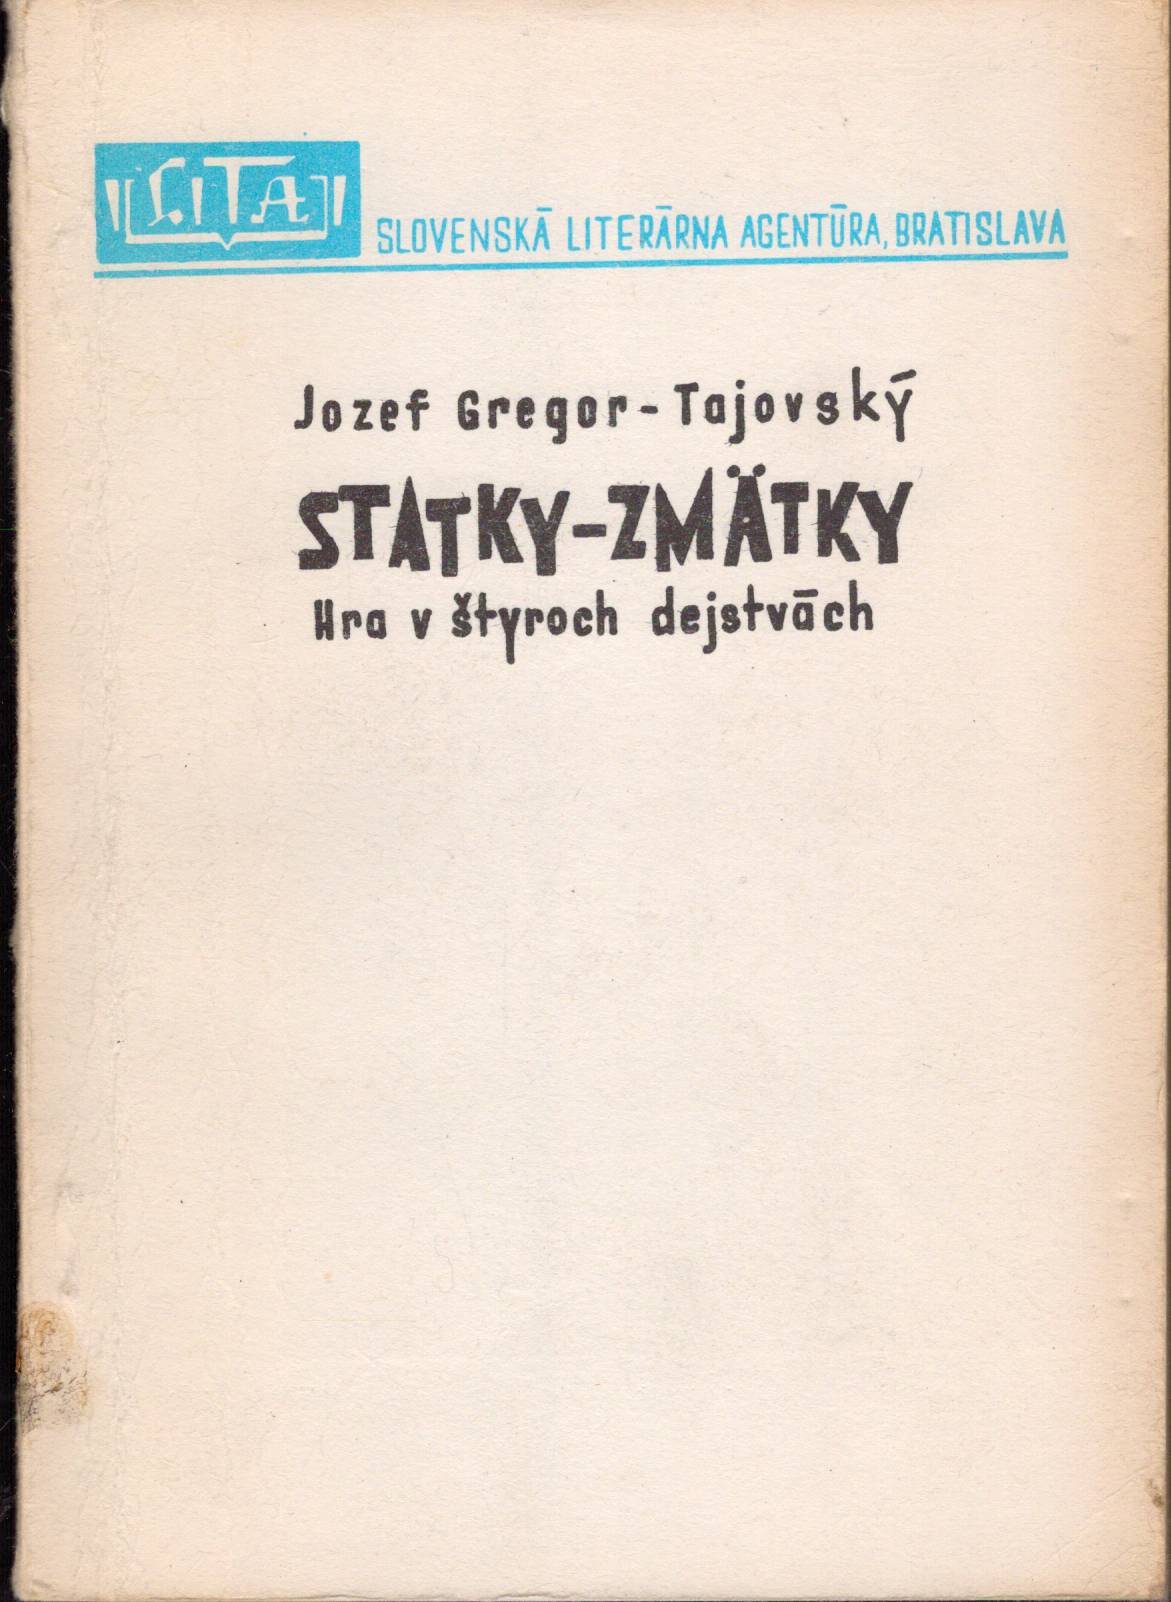 LITA
SLOVENSKÁ LITERÁRNA AGENTÚRA, BRATISLAVA
Jozef Gregor-Tajovský
STATKY-ZMÄTKY
Hra v štyroch dejstvách